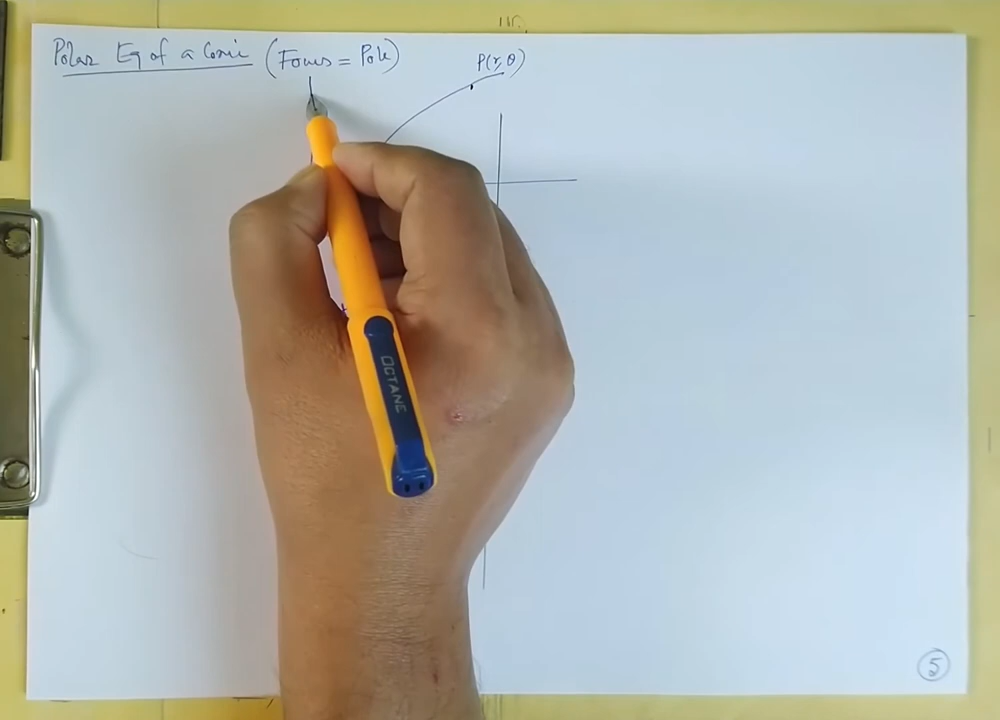 Polar Eq of a Conic (Focus = Pole)
P(r, θ)
OCTANE
5